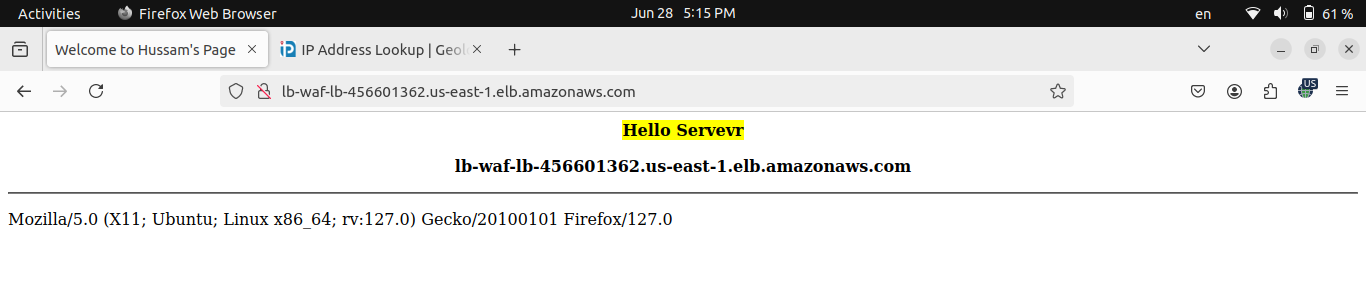 Activities Firefox Web Browser Jun 28 5:15 PM en 61 %
Welcome to Hussam's Page IP Address Lookup | Geol
lb-waf-lb-456601362.us-east-1.elb.amazonaws.com US
Hello Servevr
lb-waf-lb-456601362.us-east-1.elb.amazonaws.com
Mozilla/5.0 (X11; Ubuntu; Linux x86_64; rv:127.0) Gecko/20100101 Firefox/127.0